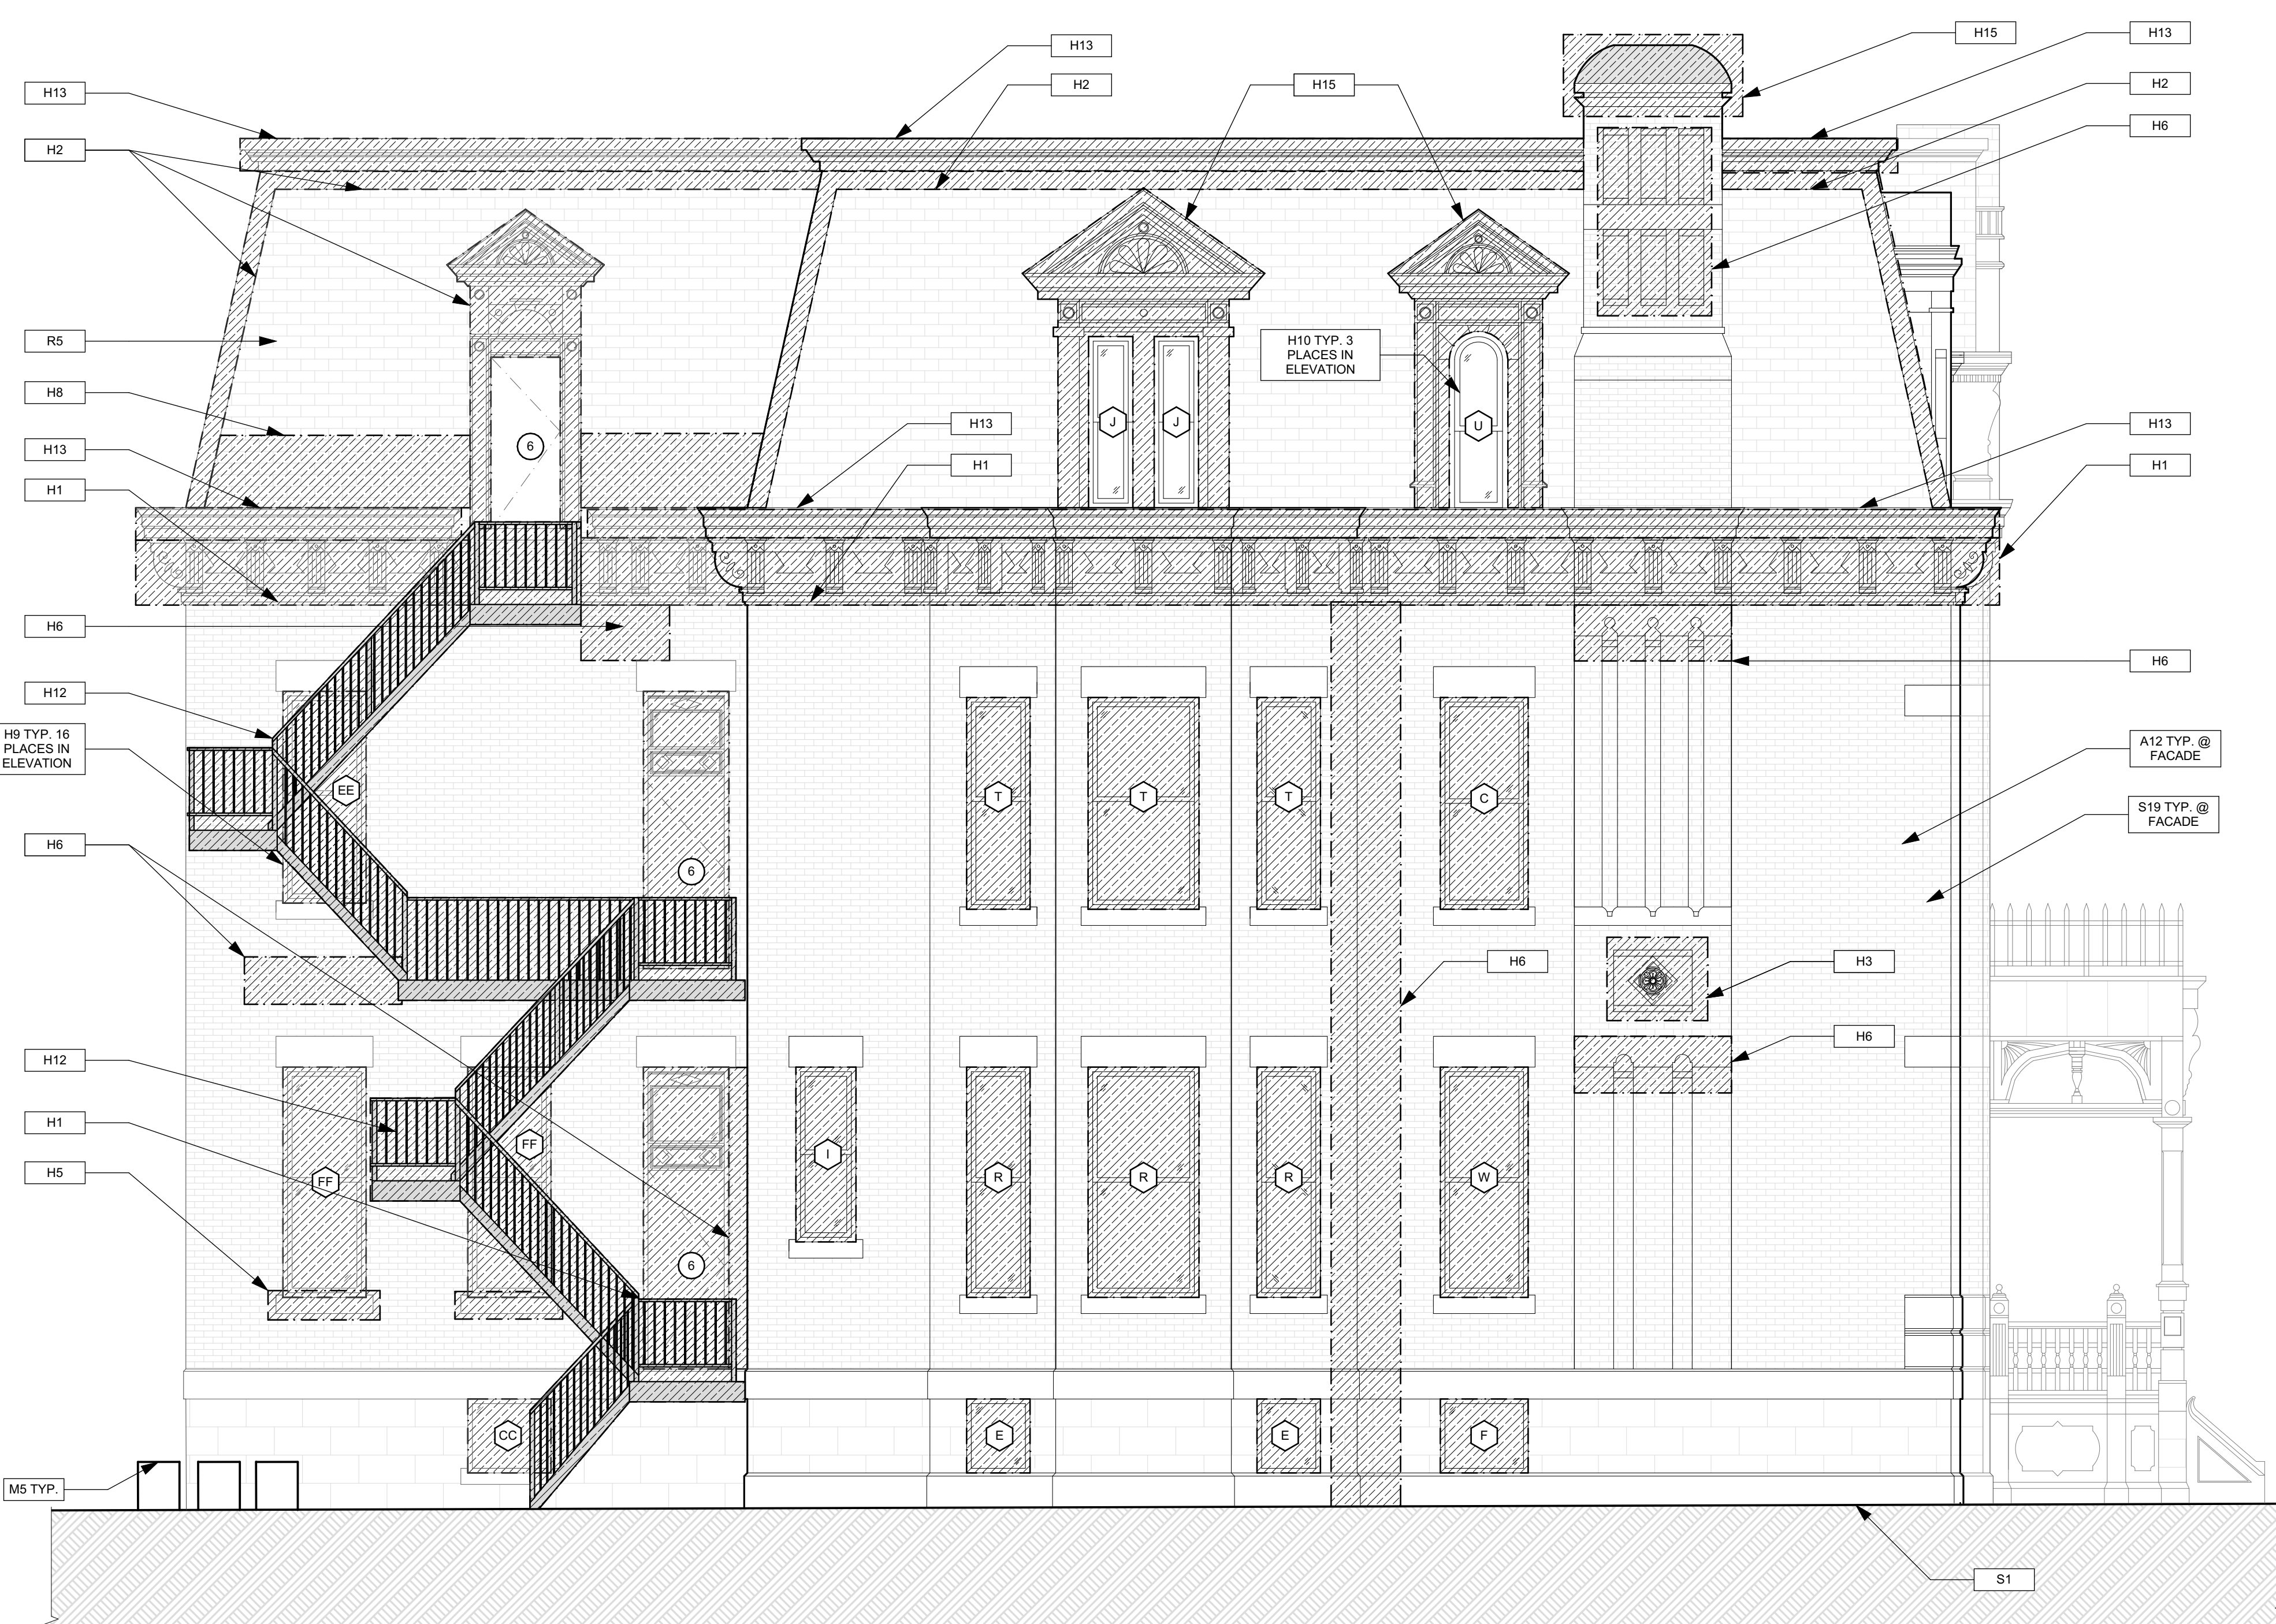 H15
H13
H13
H2
H15
H2
H13
H6
H2
R5
H10 TYP. 3
PLACES IN
ELEVATION
H8
J
J
U
H13
H13
6
H13
H1
H1
H1
H6
H6
H12
H9 TYP. 16
PLACES IN
ELEVATION
A12 TYP. @
FACADE
EE
T
T
T
C
S19 TYP. @
FACADE
H6
6
H6
H3
H6
H12
H1
FF
I
H5
FF
R
R
R
W
6
CC
E
E
F
M5 TYP.
S1